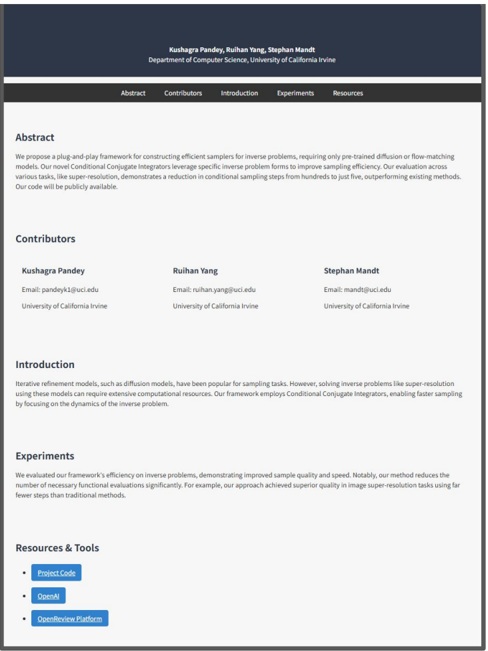 Kushagra Pandey, Ruihan Yang, Stephan Mandt
Department of Computer Science, University of California Irvine
Abstract Contributors Introduction Experiments Resources
Abstract
We propose a plug-and-play framework for constructing efficient samplers for inverse problems, requiring only pre-trained diffusion or flow-matching
models. Our novel Conditional Conjugate Integrators leverage specific inverse problem forms to improve sampling efficiency. Our evaluation across
various tasks, like super-resolution, demonstrates a reduction in conditional sampling steps from hundreds to just five, outperforming existing methods.
Our code will be publicly available.
Contributors
Kushagra Pandey
Email: pandeyk1@uci.edu
University of California Irvine
Ruihan Yang
Email: ruihan.yang@uci.edu
University of California Irvine
Stephan Mandt
Email: mandt@uci.edu
University of California Irvine
Introduction
Iterative refinement models, such as diffusion models, have been popular for sampling tasks. However, solving inverse problems like super-resolution
using these models can require extensive computational resources. Our framework employs Conditional Conjugate Integrators, enabling faster sampling
by focusing on the dynamics of the inverse problem.
Experiments
We evaluated our framework's efficiency on inverse problems, demonstrating improved sample quality and speed. Notably, our method reduces the
number of necessary functional evaluations significantly. For example, our approach achieved superior quality in image super-resolution tasks using far
fewer steps than traditional methods.
Resources & Tools
Project Code
OpenAI
OpenReview Platform